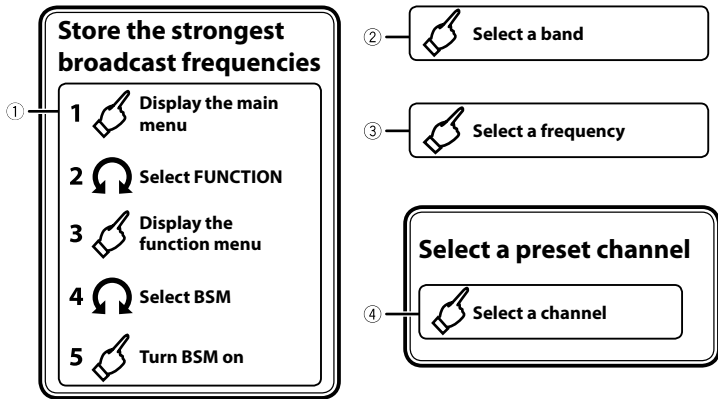 Store the strongest
broadcast frequencies
①
1 Display the main
menu
2 Select FUNCTION
3 Display the
function menu
4 Select BSM
5 Turn BSM on
② Select a band
③ Select a frequency
Select a preset channel
④ Select a channel